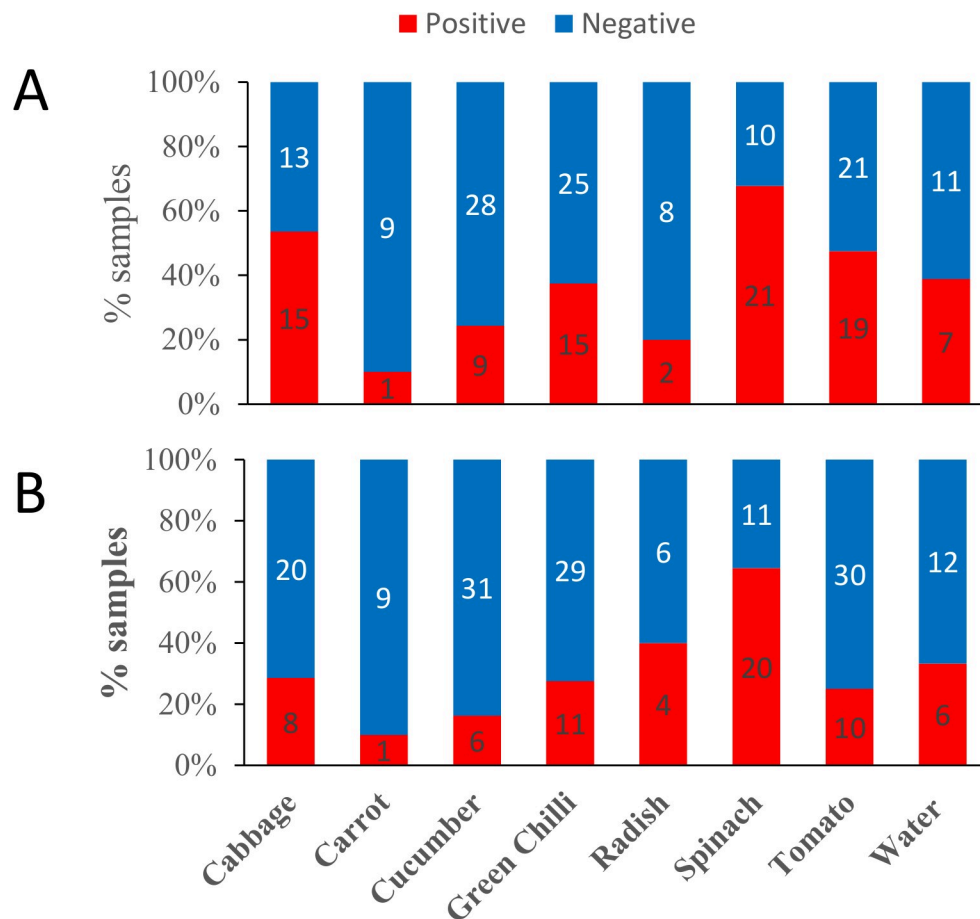 Positive Negative
A
% samples
100%
80%
60%
40%
20%
0%
13 9 28 25 8 10 21 11
15 1 9 15 2 21 19 7
B
% samples
100%
80%
60%
40%
20%
0%
20 9 31 29 6 11 30 12
8 1 6 11 4 20 10 6
Cabbage
Carrot
Cucumber
Green Chilli
Radish
Spinach
Tomato
Water